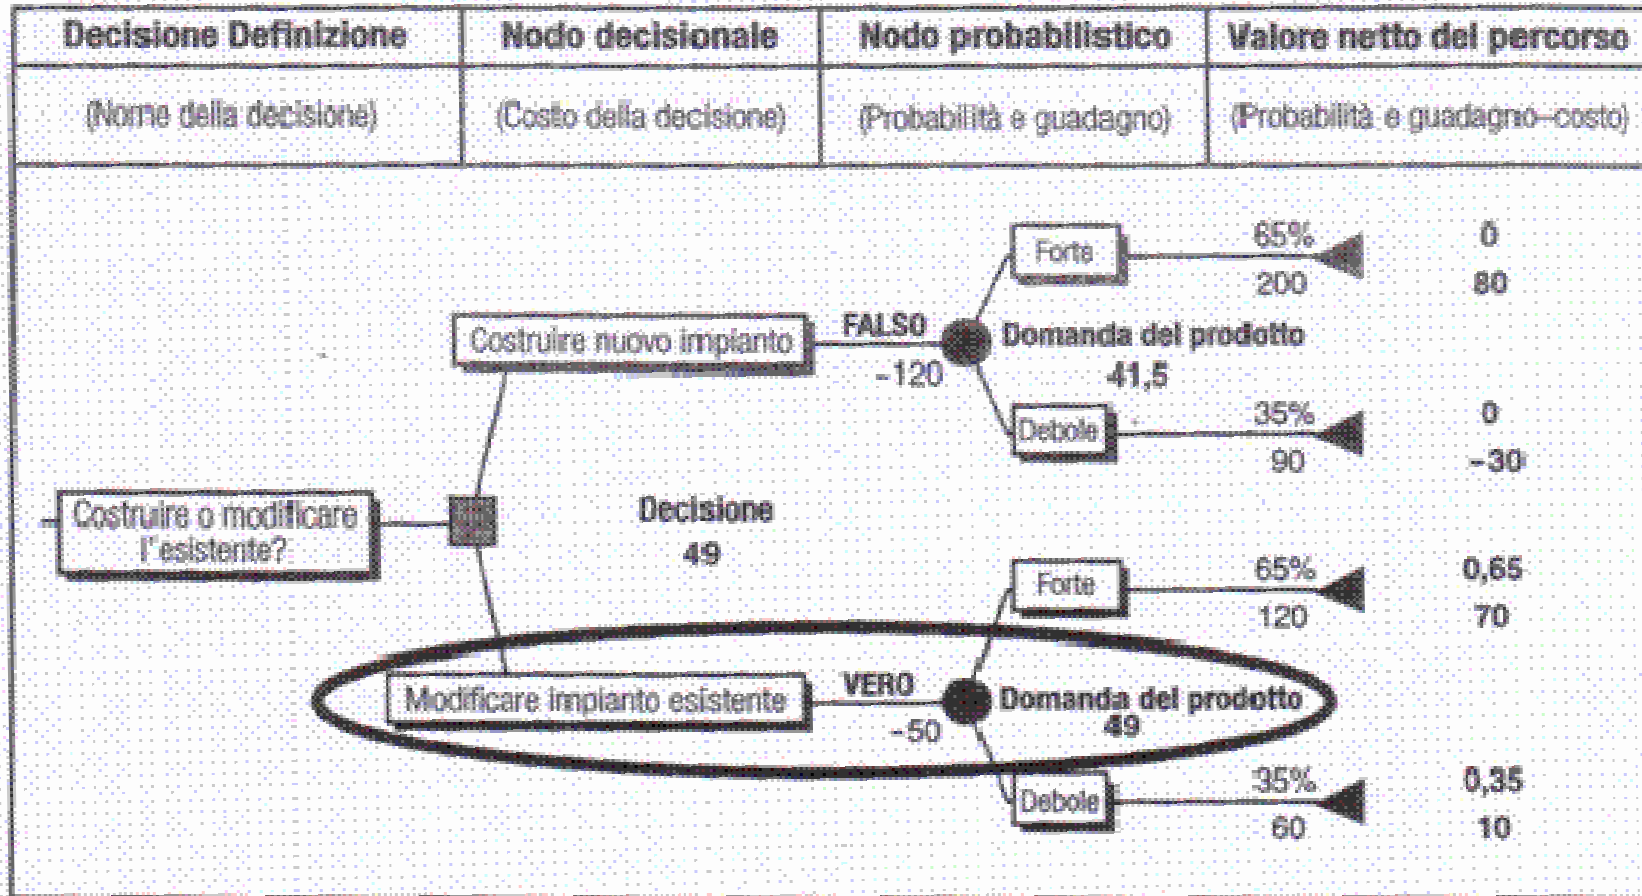 Decisione Definizione
Nodo decisionale
Nodo probabilistico
Valore netto del percorso
(Nome della decisione)
(Costo della decisione)
(Probabilità e guadagno)
(Probabilità e guadagno–costo)
Forte
65%
0
200
80
Costruire nuovo impianto
FALSO
Domanda del prodotto
-120
41,5
Debole
35%
0
90
-30
Costruire o modificare
l'esistente?
Decisione
49
Forte
65%
0,65
120
70
Modificare impianto esistente
VERO
Domanda del prodotto
-50
49
Debole
35%
0,35
60
10